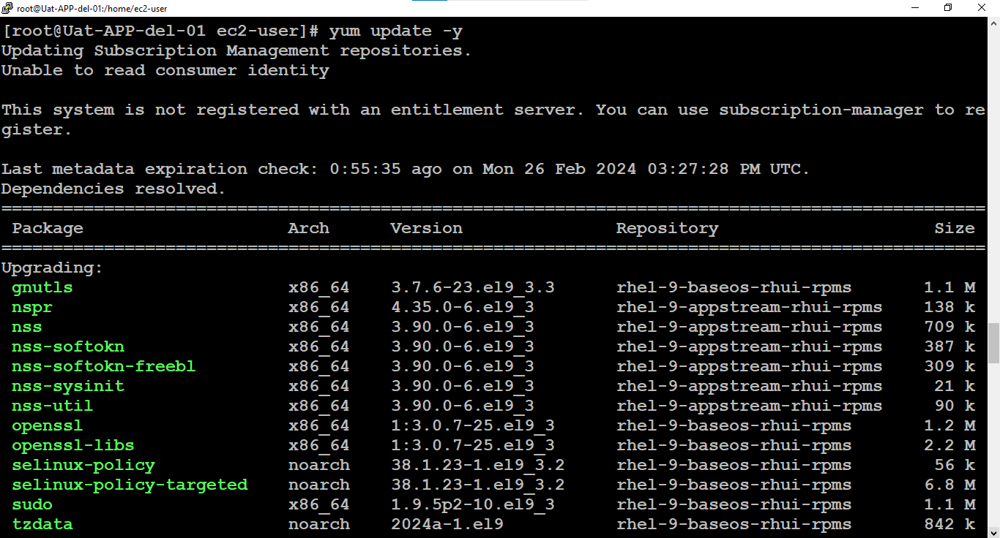 root@Uat-APP-del-01:/home/ec2-user
[root@Uat-APP-del-01 ec2-user]# yum update -y
Updating Subscription Management repositories.
Unable to read consumer identity
This system is not registered with an entitlement server. You can use subscription-manager to re
gister.
Last metadata expiration check: 0:55:35 ago on Mon 26 Feb 2024 03:27:28 PM UTC.
Dependencies resolved.
================================================================================================
Package Arch Version Repository Size
================================================================================================
Upgrading:
gnutls x86_64 3.7.6-23.el9_3.3 rhel-9-baseos-rhui-rpms 1.1 M
nspr x86_64 4.35.0-6.el9_3 rhel-9-appstream-rhui-rpms 138 k
nss x86_64 3.90.0-6.el9_3 rhel-9-appstream-rhui-rpms 709 k
nss-softokn x86_64 3.90.0-6.el9_3 rhel-9-appstream-rhui-rpms 387 k
nss-softokn-freebl x86_64 3.90.0-6.el9_3 rhel-9-appstream-rhui-rpms 309 k
nss-sysinit x86_64 3.90.0-6.el9_3 rhel-9-appstream-rhui-rpms 21 k
nss-util x86_64 3.90.0-6.el9_3 rhel-9-appstream-rhui-rpms 90 k
openssl x86_64 1:3.0.7-25.el9_3 rhel-9-baseos-rhui-rpms 1.2 M
openssl-libs x86_64 1:3.0.7-25.el9_3 rhel-9-baseos-rhui-rpms 2.2 M
selinux-policy noarch 38.1.23-1.el9_3.2 rhel-9-baseos-rhui-rpms 56 k
selinux-policy-targeted noarch 38.1.23-1.el9_3.2 rhel-9-baseos-rhui-rpms 6.8 M
sudo x86_64 1.9.5p2-10.el9_3 rhel-9-baseos-rhui-rpms 1.1 M
tzdata noarch 2024a-1.el9 rhel-9-baseos-rhui-rpms 842 k